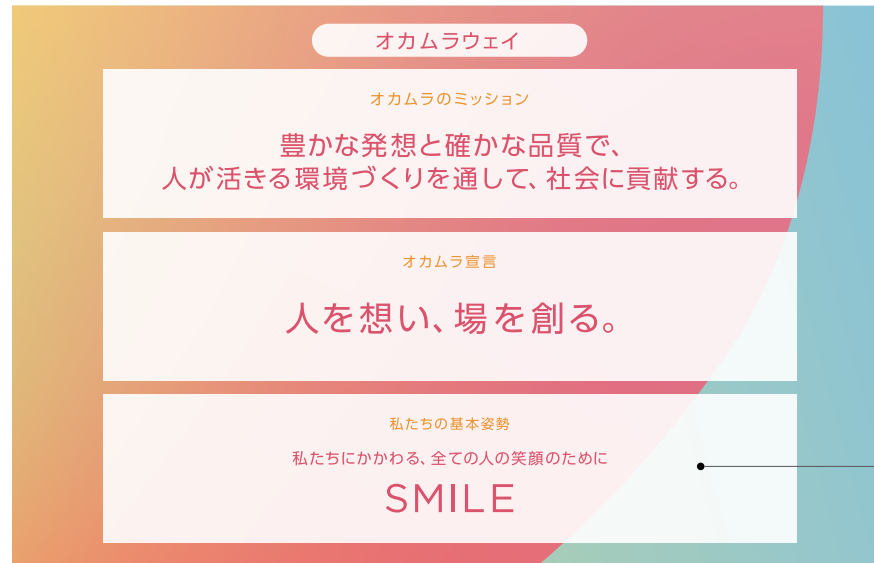 オカムラウェイ
オカムラのミッション
豊かな発想と確かな品質で、
人が活きる環境づくりを通して、社会に貢献する。
オカムラ宣言
人を想い、場を創る。
私たちの基本姿勢
私たちにかかわる、全ての人の笑顔のために
SMILE